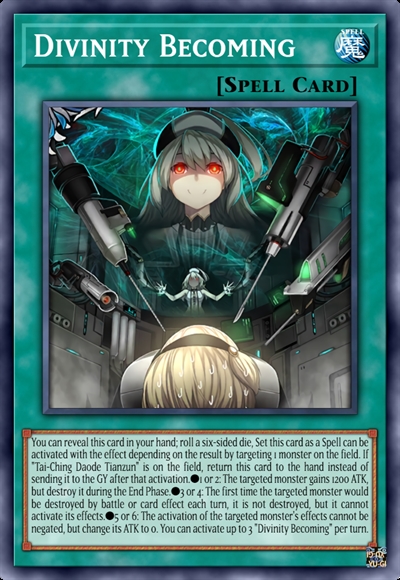 Divinity Becoming
SPELL
魔
[Spell Card]
You can reveal this card in your hand; roll a six-sided die, Set this card as a Spell can be
activated with the effect depending on the result by targeting 1 monster on the field. If
"Tai-Ching Daode Tianzun" is on the field, return this card to the hand instead of
sending it to the GY after that activation.●1 or 2: The targeted monster gains 1200 ATK,
but destroy it during the End Phase.●3 or 4: The first time the targeted monster would
be destroyed by battle or card effect each turn, it is not destroyed, but it cannot
activate its effects.●5 or 6: The activation of the targeted monster's effects cannot be
negated, but change its ATK to 0. You can activate up to 3 "Divinity Becoming" per turn.